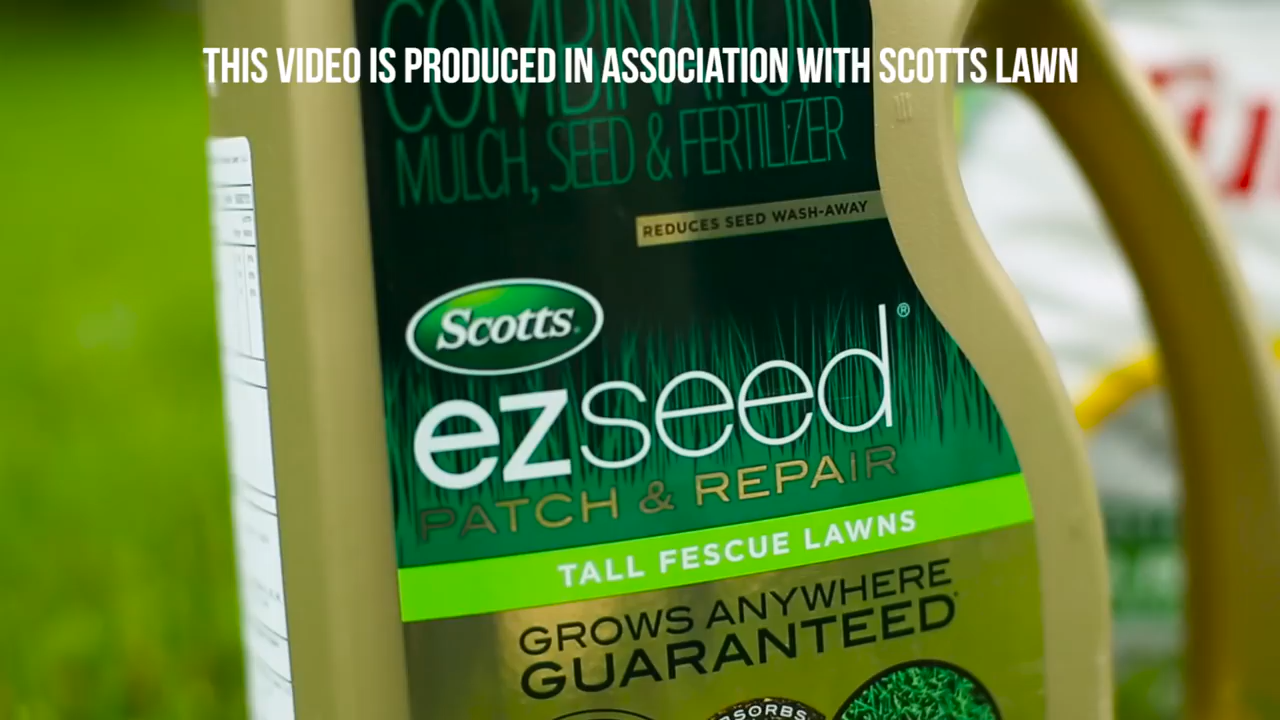 THIS VIDEO IS PRODUCED IN ASSOCIATION WITH SCOTTS LAWN
COMBINATION
MULCH, SEED & FERTILIZER
REDUCES SEED WASH-AWAY
Scotts
ezseed®
PATCH & REPAIR
TALL FESCUE LAWNS
GROWS ANYWHERE
GUARANTEED*